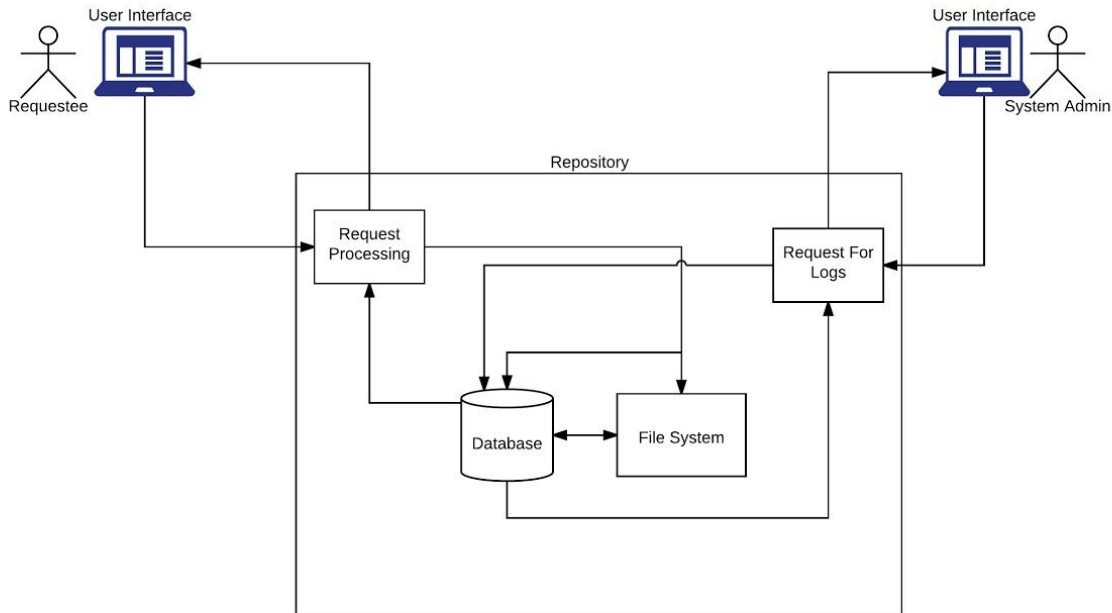 User Interface
User Interface
Requestee
System Admin
Repository
Request
Processing
Request For
Logs
Database
File System